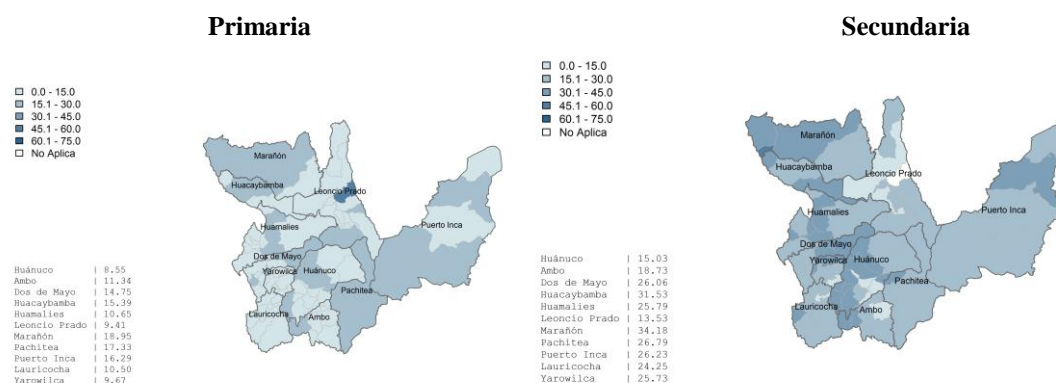 Primaria
0.0 - 15.0
15.1 - 30.0
30.1 - 45.0
45.1 - 60.0
60.1 - 75.0
No Aplica
Marañón
Huacaybamba
Leoncio Prado
Huamalies
Puerto Inca
Dos de Mayo
Yarowilca
Huánuco
Pachitea
Lauricocha
Ambo
Huánuco | 8.55
Ambo | 11.34
Dos de Mayo | 14.75
Huacaybamba | 15.39
Huamalies | 10.65
Leoncio Prado | 9.41
Marañón | 18.95
Pachitea | 17.33
Puerto Inca | 16.29
Lauricocha | 10.50
Yarowilca | 9.67
Secundaria
0.0 - 15.0
15.1 - 30.0
30.1 - 45.0
45.1 - 60.0
60.1 - 75.0
No Aplica
Marañón
Huacaybamba
Leoncio Prado
Huamalies
Puerto Inca
Dos de Mayo
Yarowilca
Huánuco
Pachitea
Lauricocha
Ambo
Huánuco | 15.03
Ambo | 18.73
Dos de Mayo | 26.06
Huacaybamba | 31.53
Huamalies | 25.79
Leoncio Prado | 13.53
Marañón | 34.18
Pachitea | 26.79
Puerto Inca | 26.23
Lauricocha | 24.25
Yarowilca | 25.73